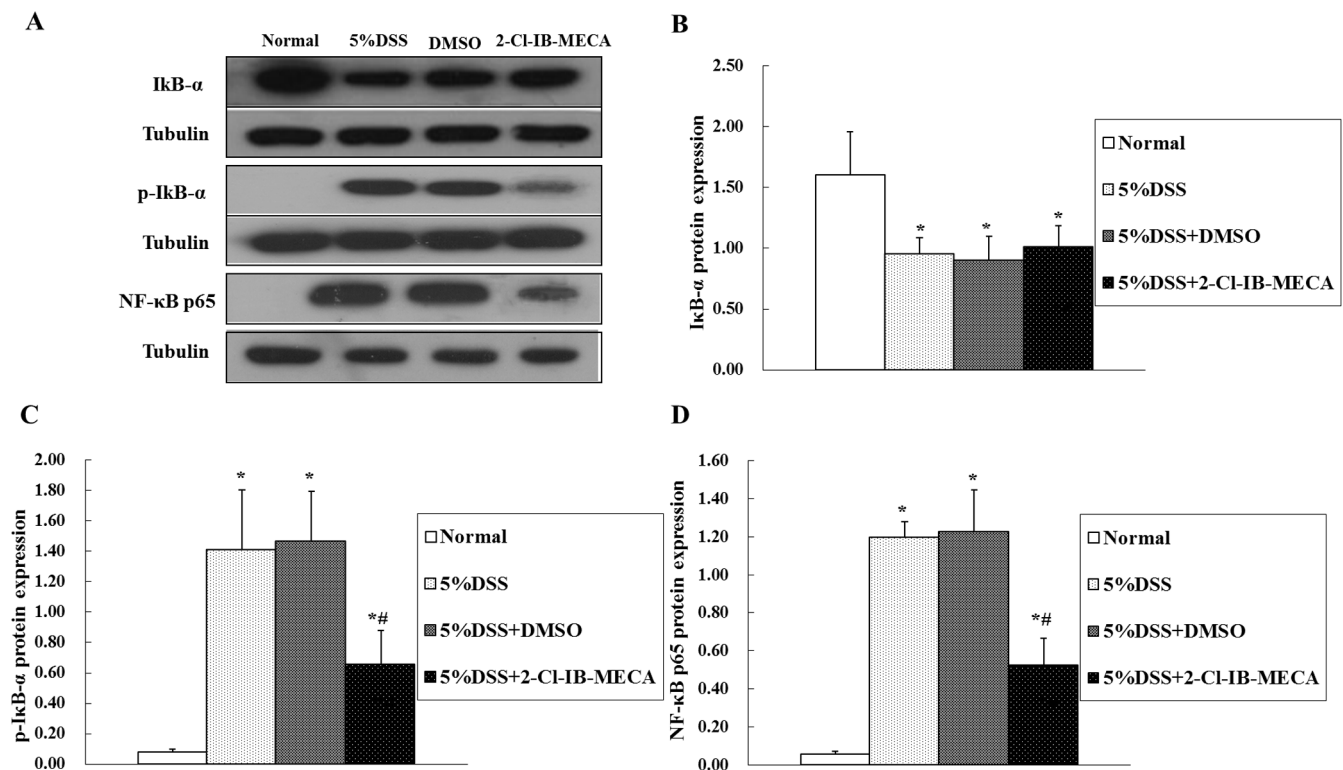 A
Normal 5%DSS DMSO 2-Cl-IB-MECA
IkB-α
Tubulin
p-IkB-α
Tubulin
NF-κB p65
Tubulin
B
IκB-α protein expression
2.50
2.00
1.50
1.00
0.50
0.00
* * *
Normal
5%DSS
5%DSS+DMSO
5%DSS+2-Cl-IB-MECA
C
p-IκB-α protein expression
2.00
1.80
1.60
1.40
1.20
1.00
0.80
0.60
0.40
0.20
0.00
* * *#
Normal
5%DSS
5%DSS+DMSO
5%DSS+2-Cl-IB-MECA
D
NF-κB p65 protein expression
1.60
1.40
1.20
1.00
0.80
0.60
0.40
0.20
0.00
* * *#
Normal
5%DSS
5%DSS+DMSO
5%DSS+2-Cl-IB-MECA